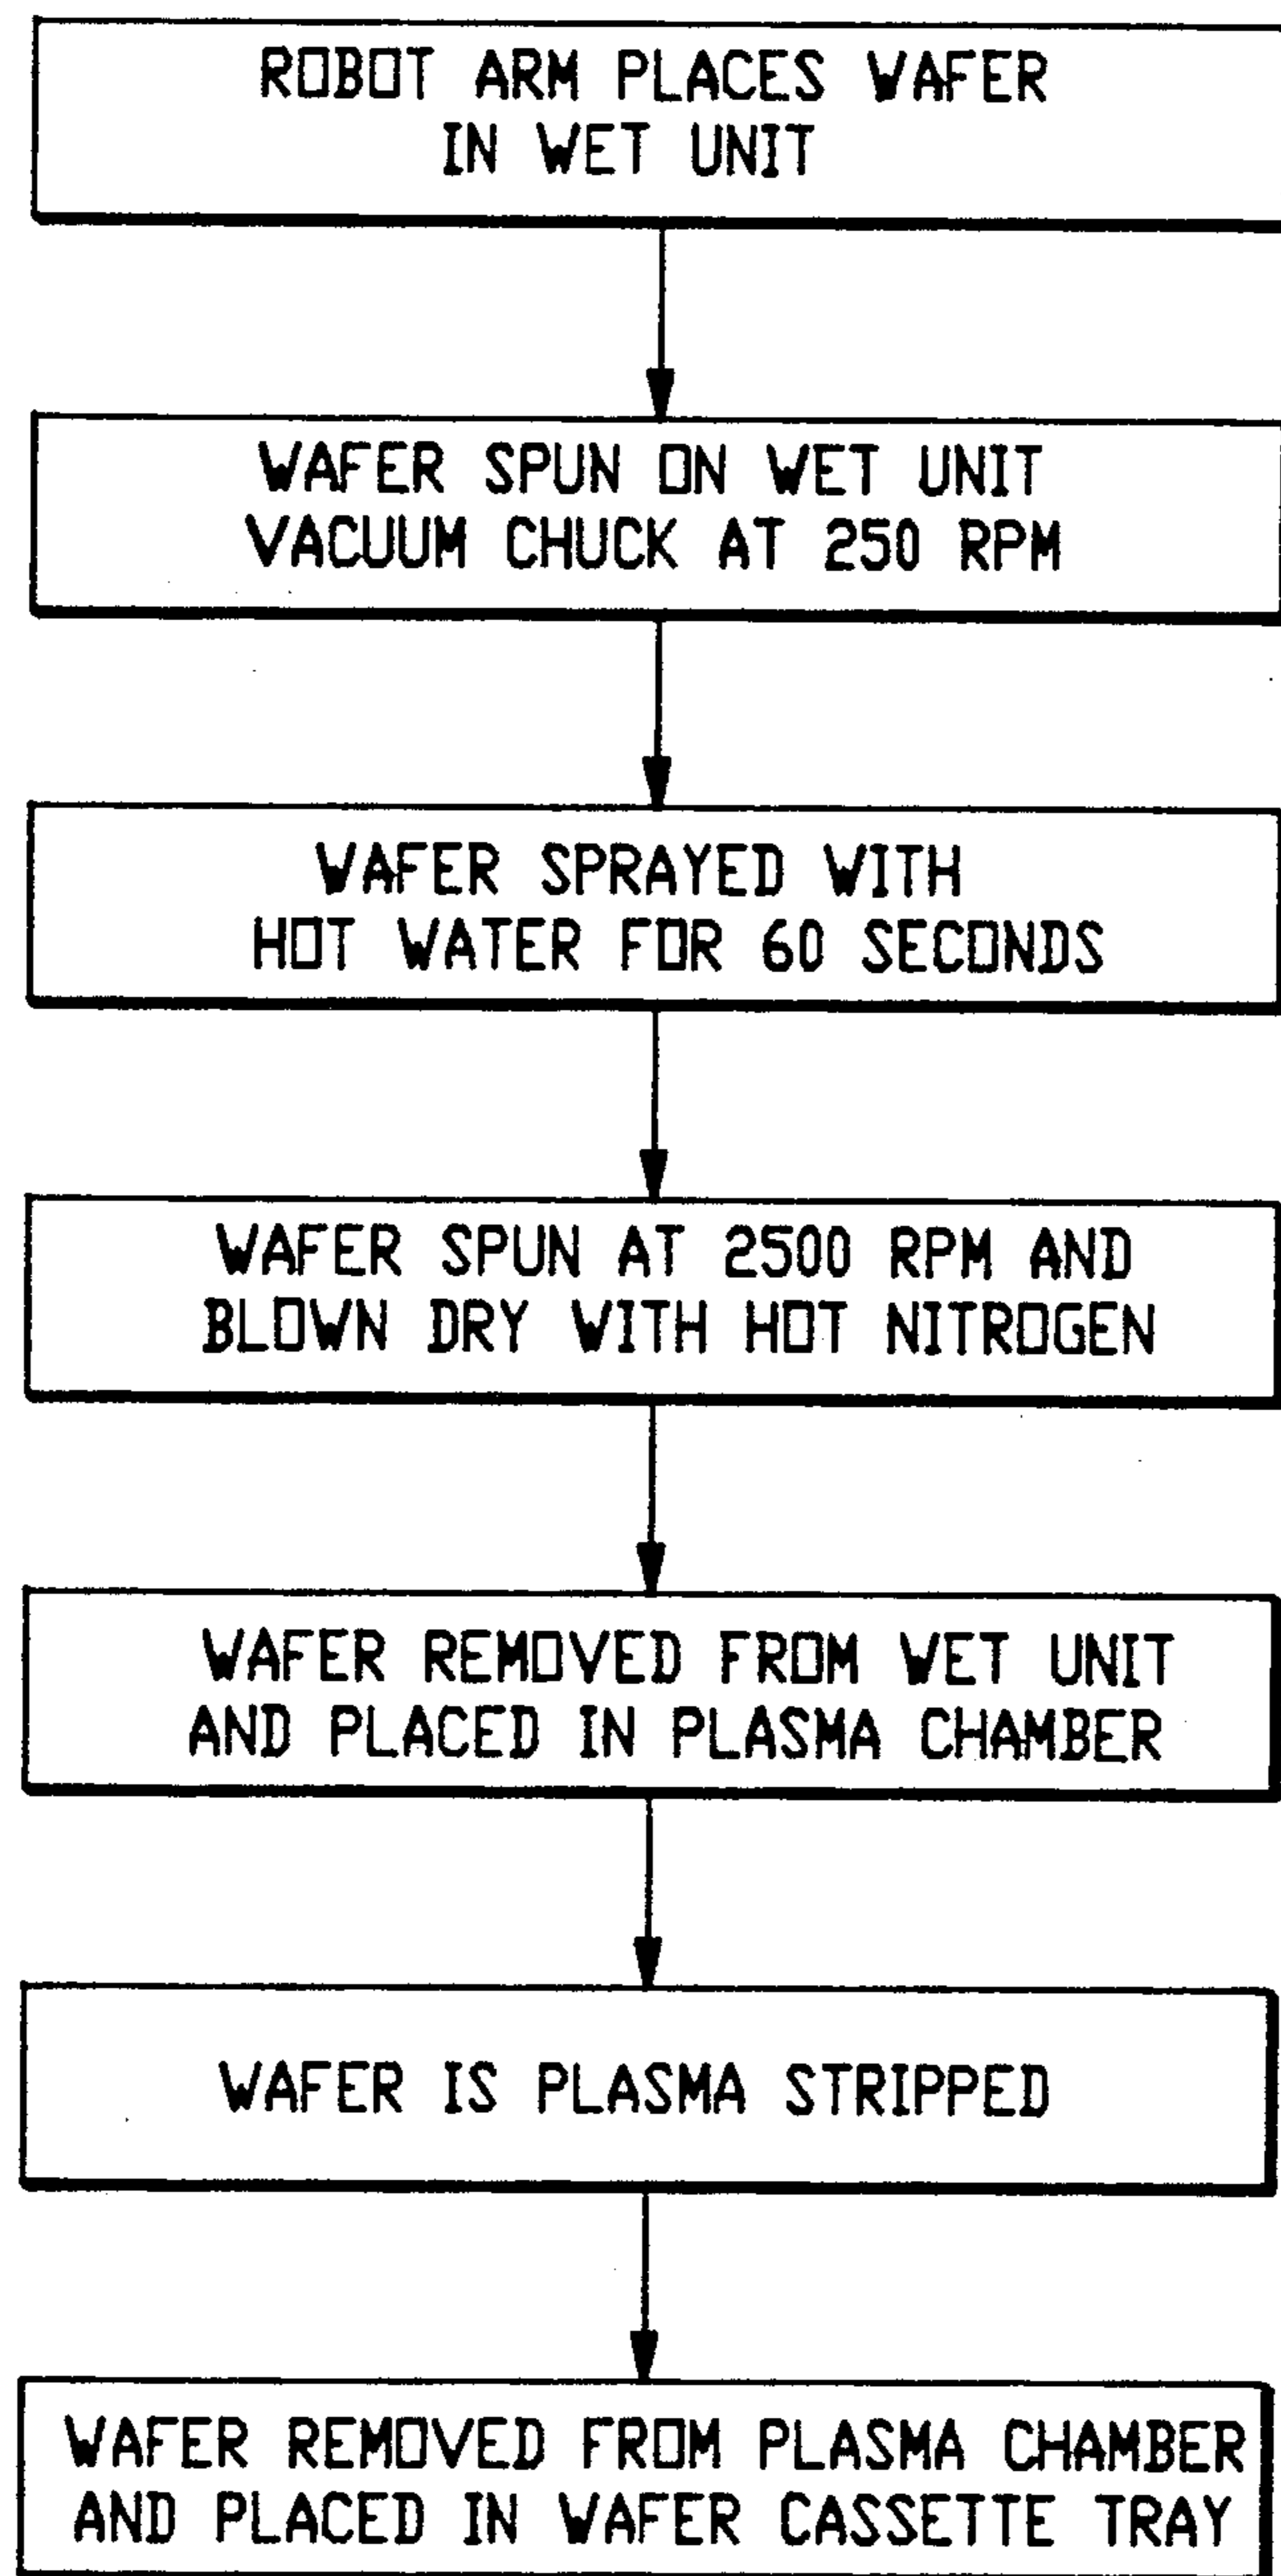 ROBOT ARM PLACES WAFER
IN WET UNIT
WAFER SPUN ON WET UNIT
VACUUM CHUCK AT 250 RPM
WAFER SPRAYED WITH
HOT WATER FOR 60 SECONDS
WAFER SPUN AT 2500 RPM AND
BLOWN DRY WITH HOT NITROGEN
WAFER REMOVED FROM WET UNIT
AND PLACED IN PLASMA CHAMBER
WAFER IS PLASMA STRIPPED
WAFER REMOVED FROM PLASMA CHAMBER
AND PLACED IN WAFER CASSETTE TRAY